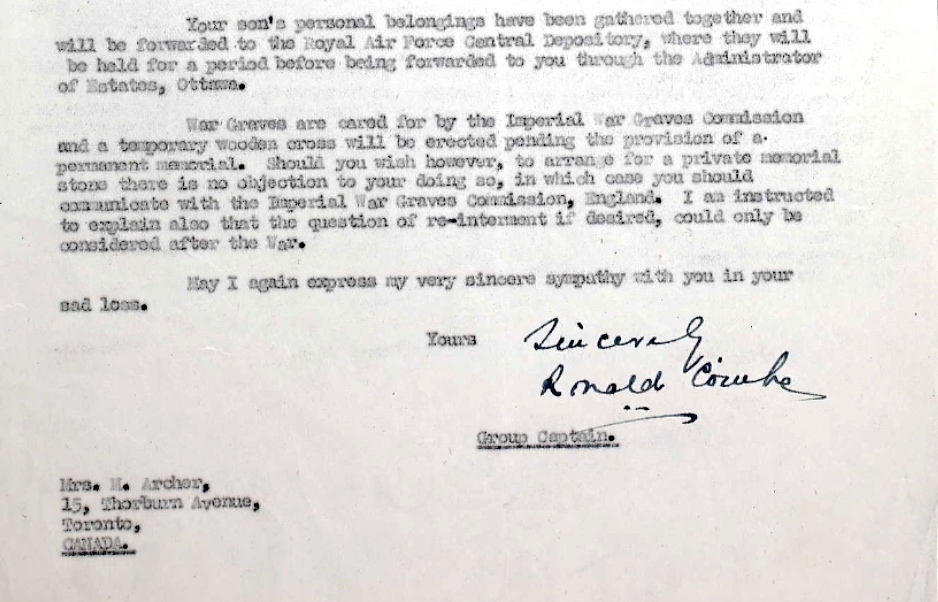 Your son's personal belongings have been gathered together and
will be forwarded to the Royal Air Force Central Depository, where they will
be held for a period before being forwarded to you through the Administrator
of Estates, Ottawa.
War Graves are cared for by the Imperial War Graves Commission
and a temporary wooden cross will be erected pending the provision of a
permanent memorial. Should you wish however, to arrange for a private memorial
stone there is no objection to your doing so, in which case you should
communicate with the Imperial War Graves Commission, England. I am instructed
to explain also that the question of re-interment if desired, could only be
considered after the War.
May I again express my very sincere sympathy with you in your
sad loss.
Yours Sincerely
Ronald
Group Captain.
Mrs. M. Archer,
15, Thorburn Avenue,
Toronto,
CANADA.